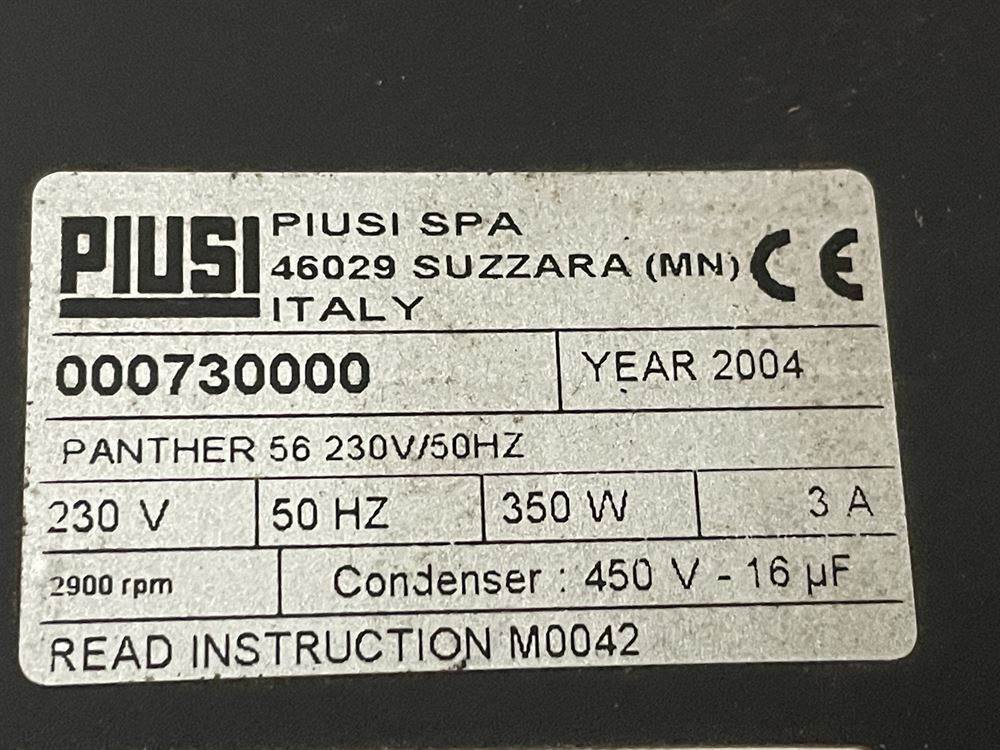 PIUSI
PIUSI SPA
46029 SUZZARA (MN)
ITALY
CE
000730000
YEAR 2004
PANTHER 56 230V/50HZ
230 V
50 HZ
350 W
3 A
2900 rpm
Condenser : 450 V - 16 µF
READ INSTRUCTION M0042